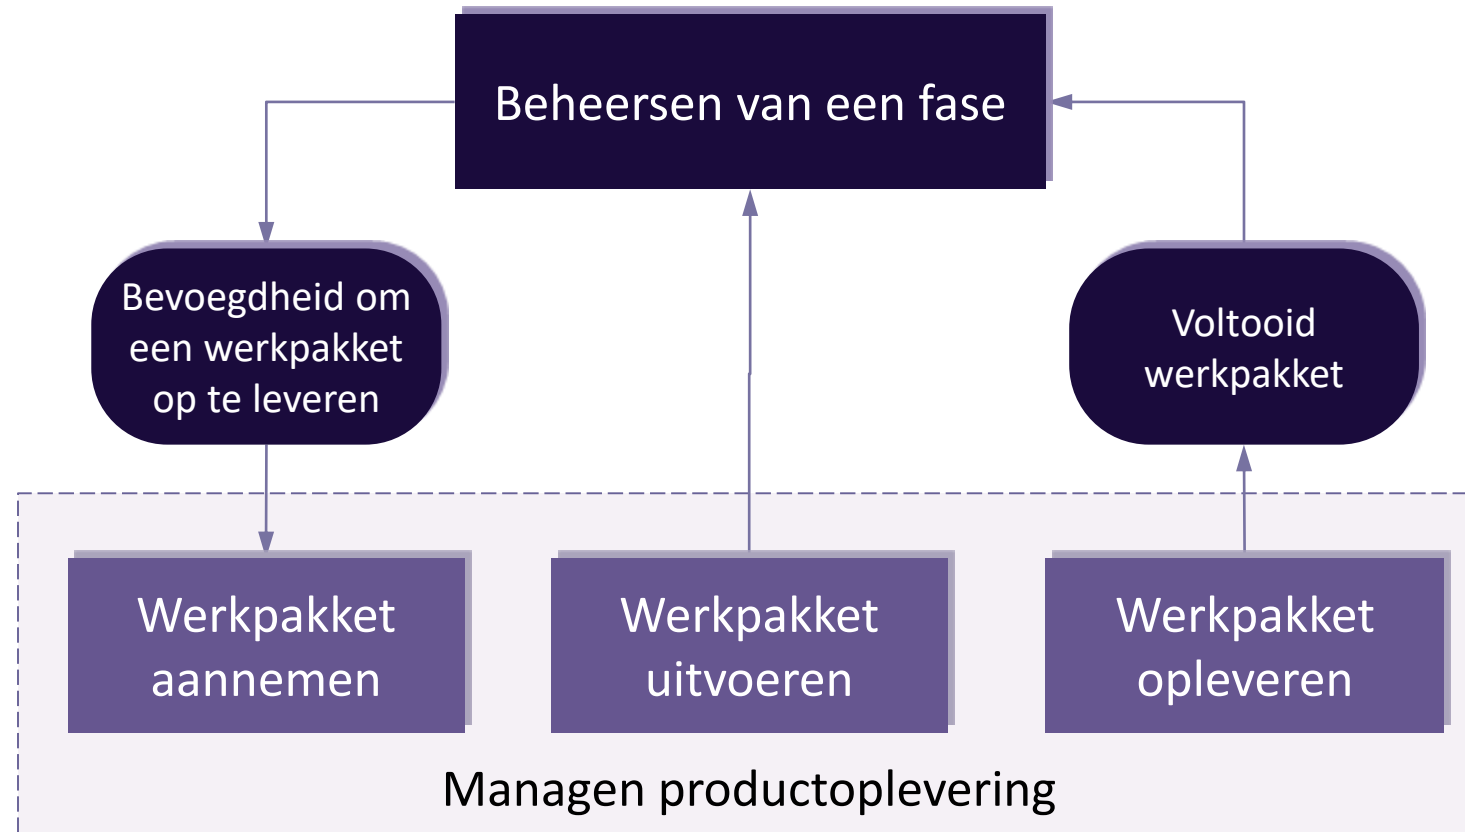 Beheersen van een fase
Bevoegdheid om
een werkpakket
op te leveren
Voltooid
werkpakket
Werkpakket
aannemen
Werkpakket
uitvoeren
Werkpakket
opleveren
Managen productoplevering